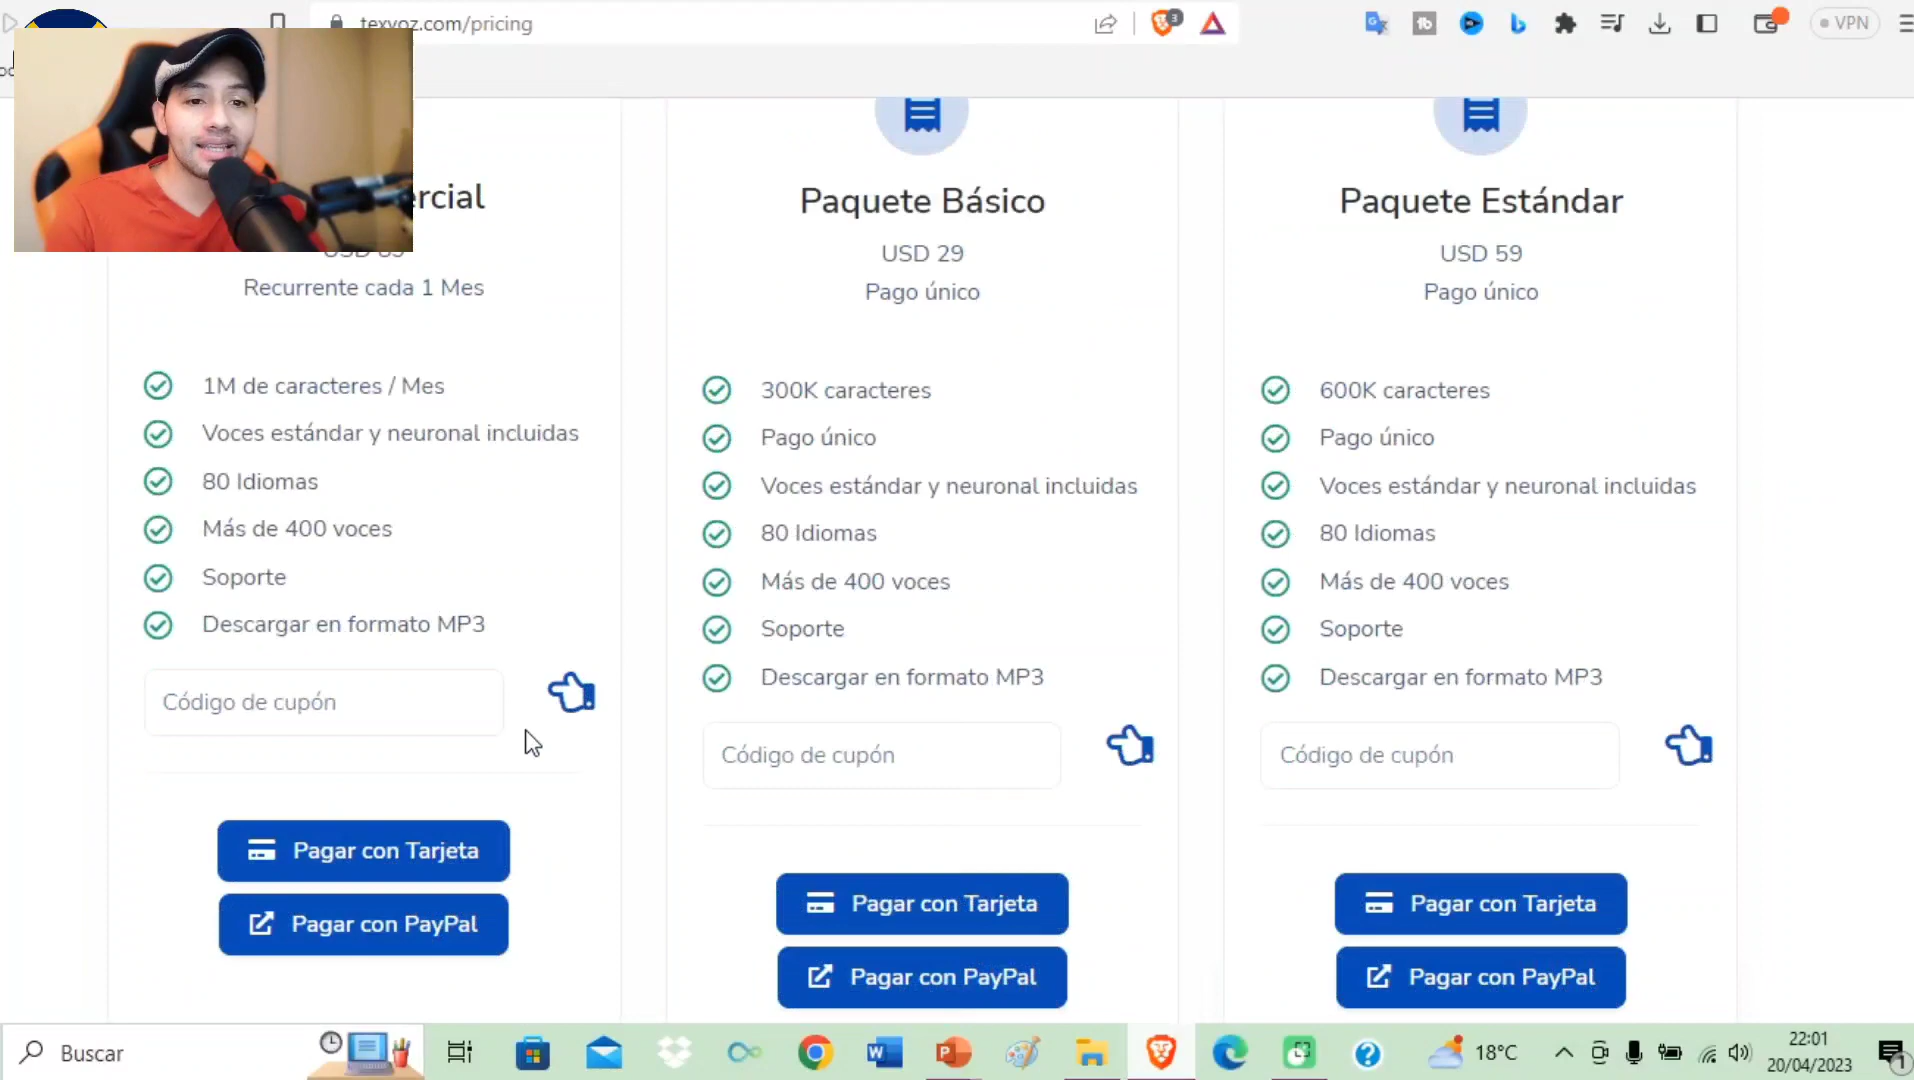 texvoz.com/pricing
3
VPN
ercial
Recurrente cada 1 Mes
1M de caracteres / Mes
Voces estándar y neuronal incluidas
80 Idiomas
Más de 400 voces
Soporte
Descargar en formato MP3
Código de cupón
Pagar con Tarjeta
Pagar con PayPal
Paquete Básico
USD 29
Pago único
300K caracteres
Pago único
Voces estándar y neuronal incluidas
80 Idiomas
Más de 400 voces
Soporte
Descargar en formato MP3
Código de cupón
Pagar con Tarjeta
Pagar con PayPal
Paquete Estándar
USD 59
Pago único
600K caracteres
Pago único
Voces estándar y neuronal incluidas
80 Idiomas
Más de 400 voces
Soporte
Descargar en formato MP3
Código de cupón
Pagar con Tarjeta
Pagar con PayPal
Buscar
18°C
22:01
20/04/2023
1